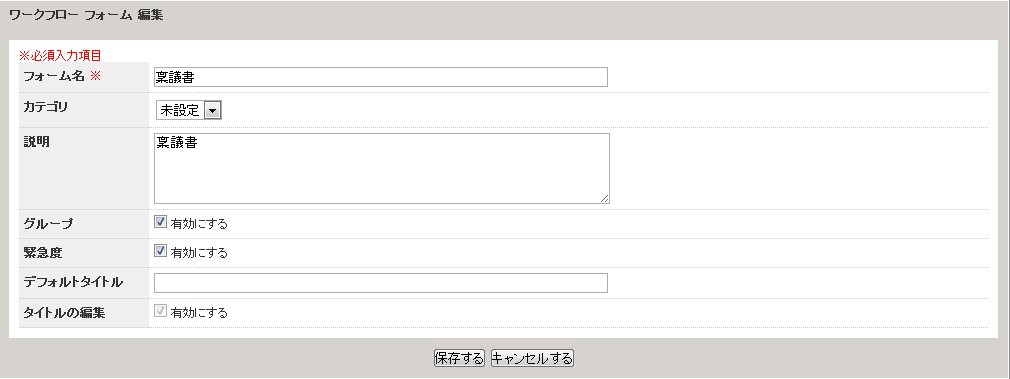 ワークフロー フォーム 編集
※必須入力項目
フォーム名 ※ 稟議書
カテゴリ 未設定
説明 稟議書
グループ 有効にする
緊急度 有効にする
デフォルトタイトル
タイトルの編集 有効にする
保存する キャンセルする